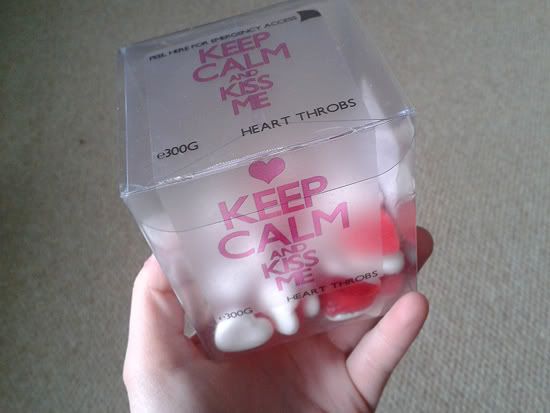 PEEL HERE FOR EMERGENCY ACCESS
KEEP
CALM
AND
KISS
ME
HEART THROBS
e300G
KEEP
CALM
AND
KISS
ME
HEART THROBS
e300G